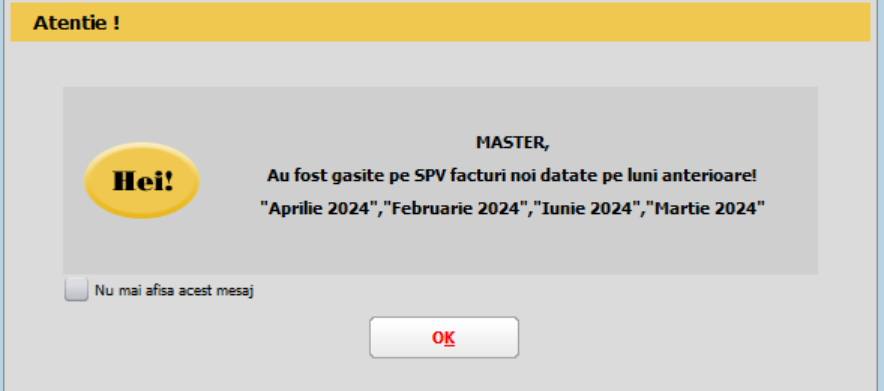 Atentie !
MASTER,
Hei!
Au fost gasite pe SPV facturi noi datate pe luni anterioare!
"Aprilie 2024","Februarie 2024","Iunie 2024","Martie 2024"
Nu mai afisa acest mesaj
OK